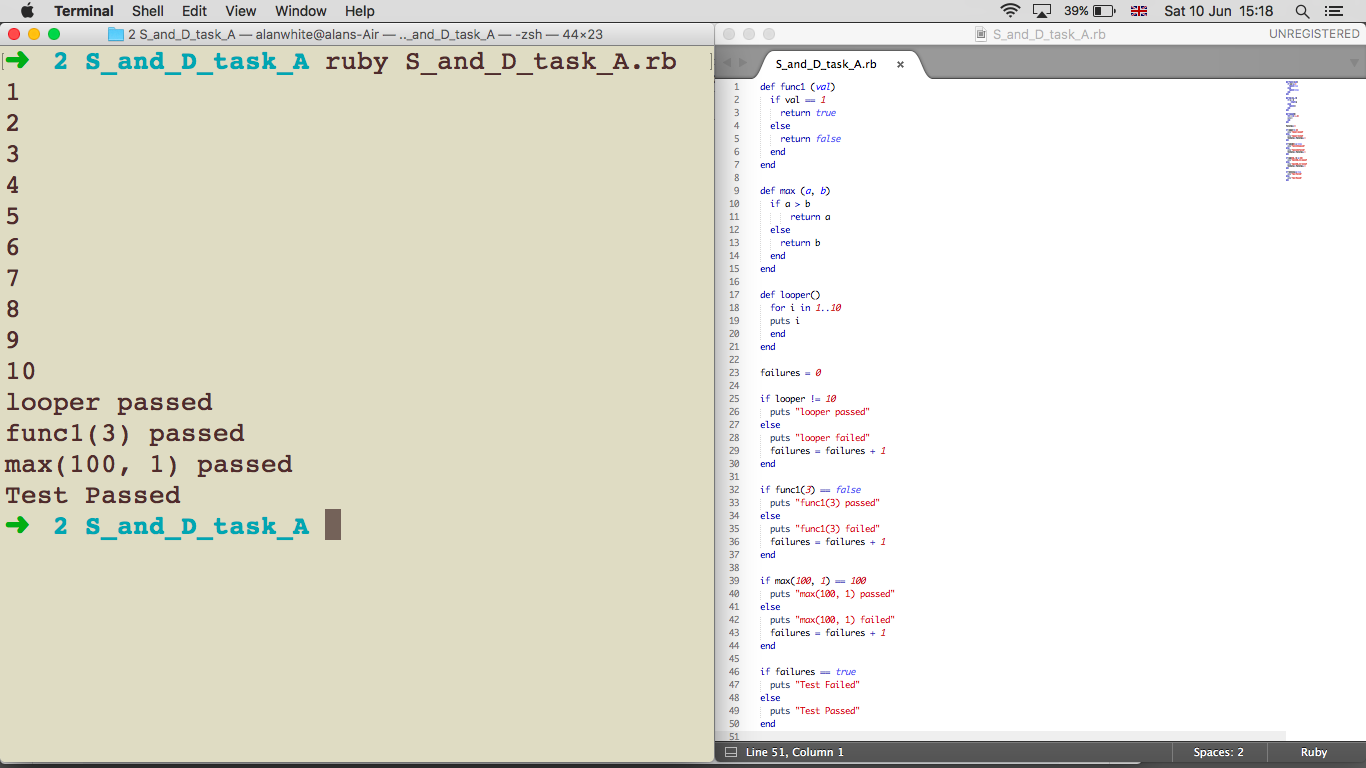 Terminal Shell Edit View Window Help 39% Sat 10 Jun 15:18
2 S_and_D_task_A — alanwhite@alans-Air — .._and_D_task_A — -zsh — 44×23
➜ 2 S_and_D_task_A ruby S_and_D_task_A.rb
1
2
3
4
5
6
7
8
9
10
looper passed
func1(3) passed
max(100, 1) passed
Test Passed
➜ 2 S_and_D_task_A
S_and_D_task_A.rb UNREGISTERED
S_and_D_task_A.rb ×
1 def func1 (val)
2   if val == 1
3     return true
4   else
5     return false
6   end
7 end
8
9 def max (a, b)
10   if a > b
11       return a
12   else
13     return b
14   end
15 end
16
17 def looper()
18   for i in 1..10
19   puts i
20   end
21 end
22
23 failures = 0
24
25 if looper != 10
26   puts "looper passed"
27 else
28   puts "looper failed"
29   failures = failures + 1
30 end
31
32 if func1(3) == false
33   puts "func1(3) passed"
34 else
35   puts "func1(3) failed"
36   failures = failures + 1
37 end
38
39 if max(100, 1) == 100
40   puts "max(100, 1) passed"
41 else
42   puts "max(100, 1) failed"
43   failures = failures + 1
44 end
45
46 if failures == true
47   puts "Test Failed"
48 else
49   puts "Test Passed"
50 end
51
Line 51, Column 1 Spaces: 2 Ruby